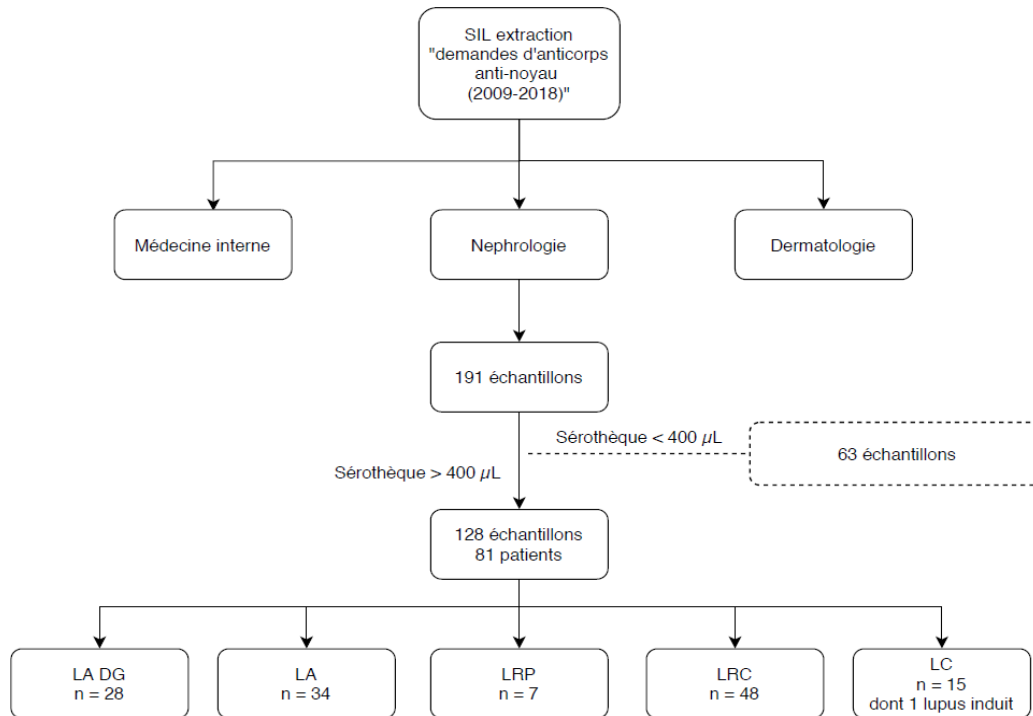 SIL extraction
"demandes d'anticorps
anti-noyau
(2009-2018)"
Médecine interne
Nephrologie
Dermatologie
191 échantillons
Sérothèque < 400 µL
63 échantillons
Sérothèque > 400 µL
128 échantillons
81 patients
LA DG
n = 28
LA
n = 34
LRP
n = 7
LRC
n = 48
LC
n = 15
dont 1 lupus induit